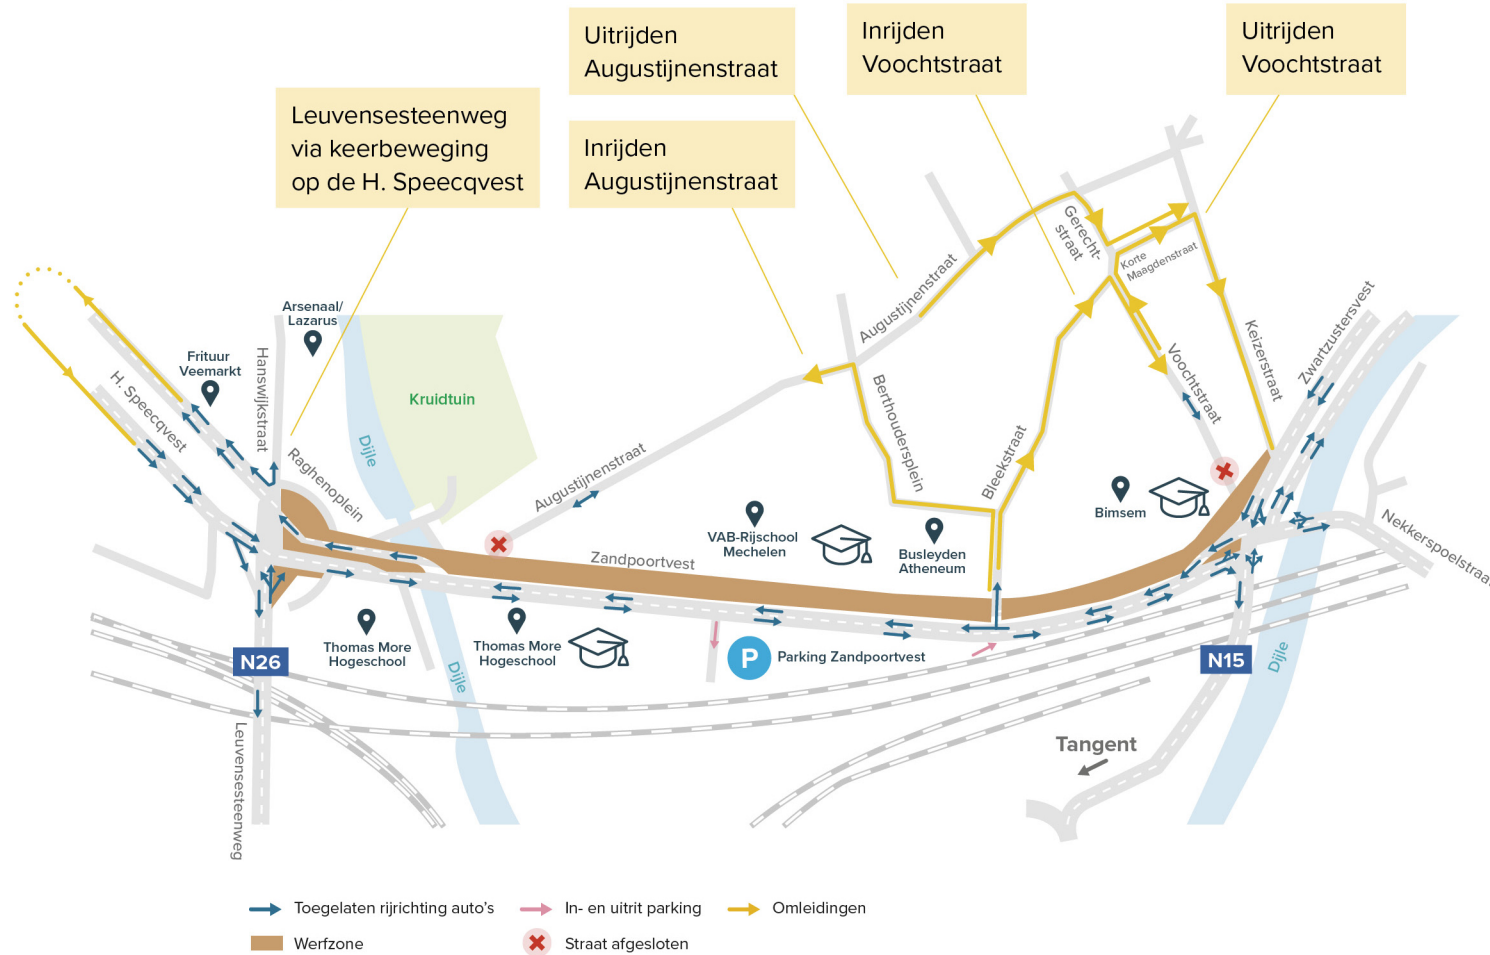 Uitrijden
Augustijnenstraat
Inrijden
Voochtstraat
Uitrijden
Voochtstraat
Leuvensesteenweg
via keerbeweging
op de H. Speecqvest
Inrijden
Augustijnenstraat
Gerecht-
straat
Korte
Maagdenstraat
Augustijnenstraat
Arsenaal/
Lazarus
Zwartzustersvest
Keizerstraat
Voochtstraat
Frituur
Veemarkt
Hanswijkstraat
H. Speecqvest
Kruidtuin
Berthoudersplein
Bleekstraat
Dijle
Raghenoplein
Augustijnenstraat
Bimsem
Nekkerspoelstraat
VAB-Rijschool
Mechelen
Busleyden
Atheneum
Zandpoortvest
Thomas More
Hogeschool
Thomas More
Hogeschool
P
Parking Zandpoortvest
N26
N15
Dijle
Dijle
Leuvensesteenweg
Tangent
Toegelaten rijrichting auto's
In- en uitrit parking
Omleidingen
Werfzone
Straat afgesloten